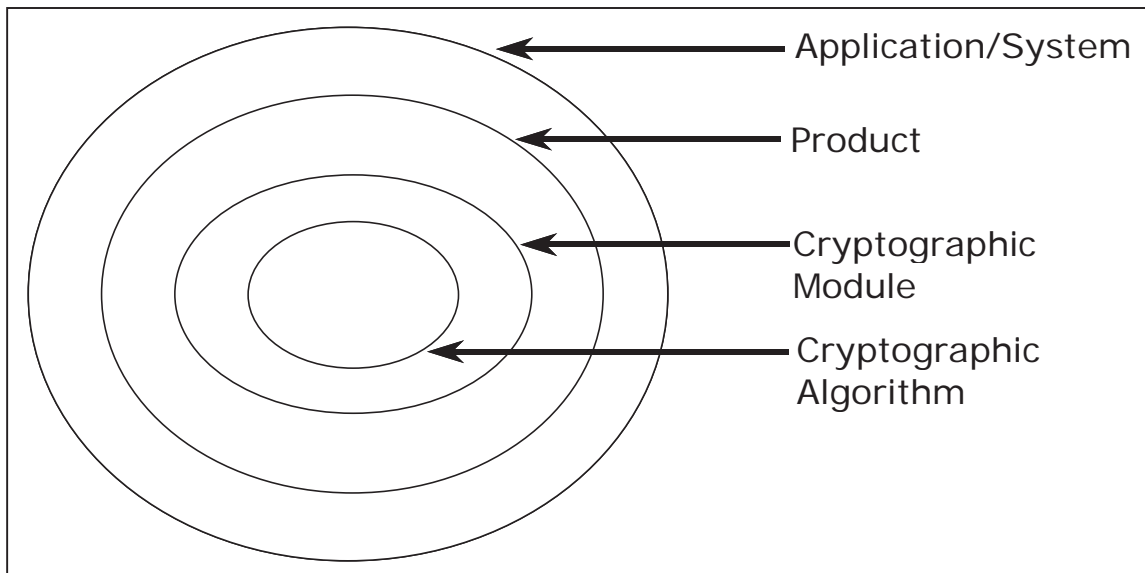 Application/System
Product
Cryptographic
Module
Cryptographic
Algorithm